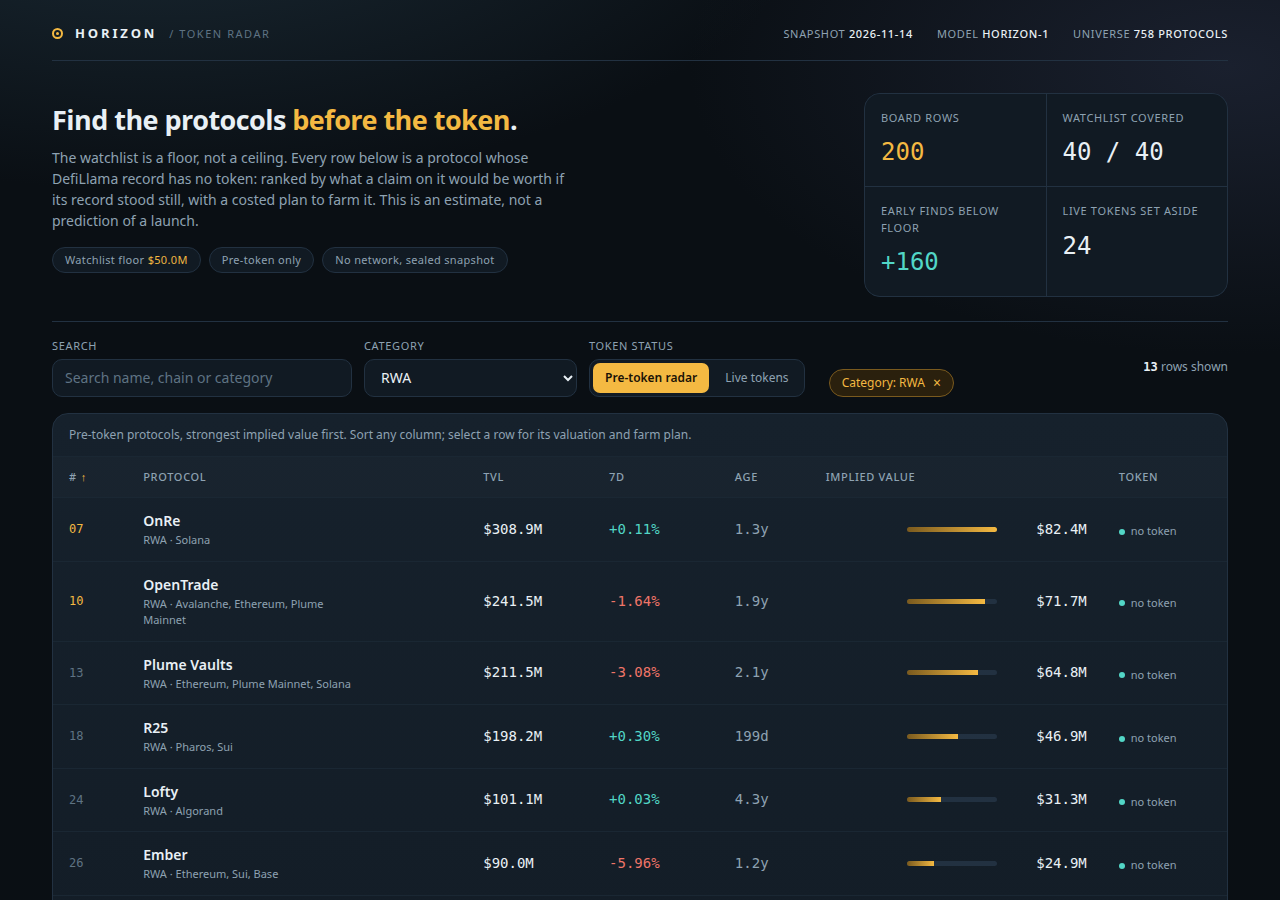 HORIZON / TOKEN RADAR
SNAPSHOT 2026-11-14 MODEL HORIZON-1 UNIVERSE 758 PROTOCOLS
Find the protocols before the token.
The watchlist is a floor, not a ceiling. Every row below is a protocol whose
DefiLlama record has no token: ranked by what a claim on it would be worth if
its record stood still, with a costed plan to farm it. This is an estimate, not a
prediction of a launch.
Watchlist floor $50.0M Pre-token only No network, sealed snapshot
BOARD ROWS
200
WATCHLIST COVERED
40 / 40
EARLY FINDS BELOW
FLOOR
+160
LIVE TOKENS SET ASIDE
24
SEARCH
Search name, chain or category
CATEGORY
RWA
TOKEN STATUS
Pre-token radar Live tokens
Category: RWA ×
13 rows shown
Pre-token protocols, strongest implied value first. Sort any column; select a row for its valuation and farm plan.
# ↑ PROTOCOL TVL 7D AGE IMPLIED VALUE TOKEN
07 OnRe $308.9M +0.11% 1.3y $82.4M no token
RWA · Solana
10 OpenTrade $241.5M -1.64% 1.9y $71.7M no token
RWA · Avalanche, Ethereum, Plume
Mainnet
13 Plume Vaults $211.5M -3.08% 2.1y $64.8M no token
RWA · Ethereum, Plume Mainnet, Solana
18 R25 $198.2M +0.30% 199d $46.9M no token
RWA · Pharos, Sui
24 Lofty $101.1M +0.03% 4.3y $31.3M no token
RWA · Algorand
26 Ember $90.0M -5.96% 1.2y $24.9M no token
RWA · Ethereum, Sui, Base